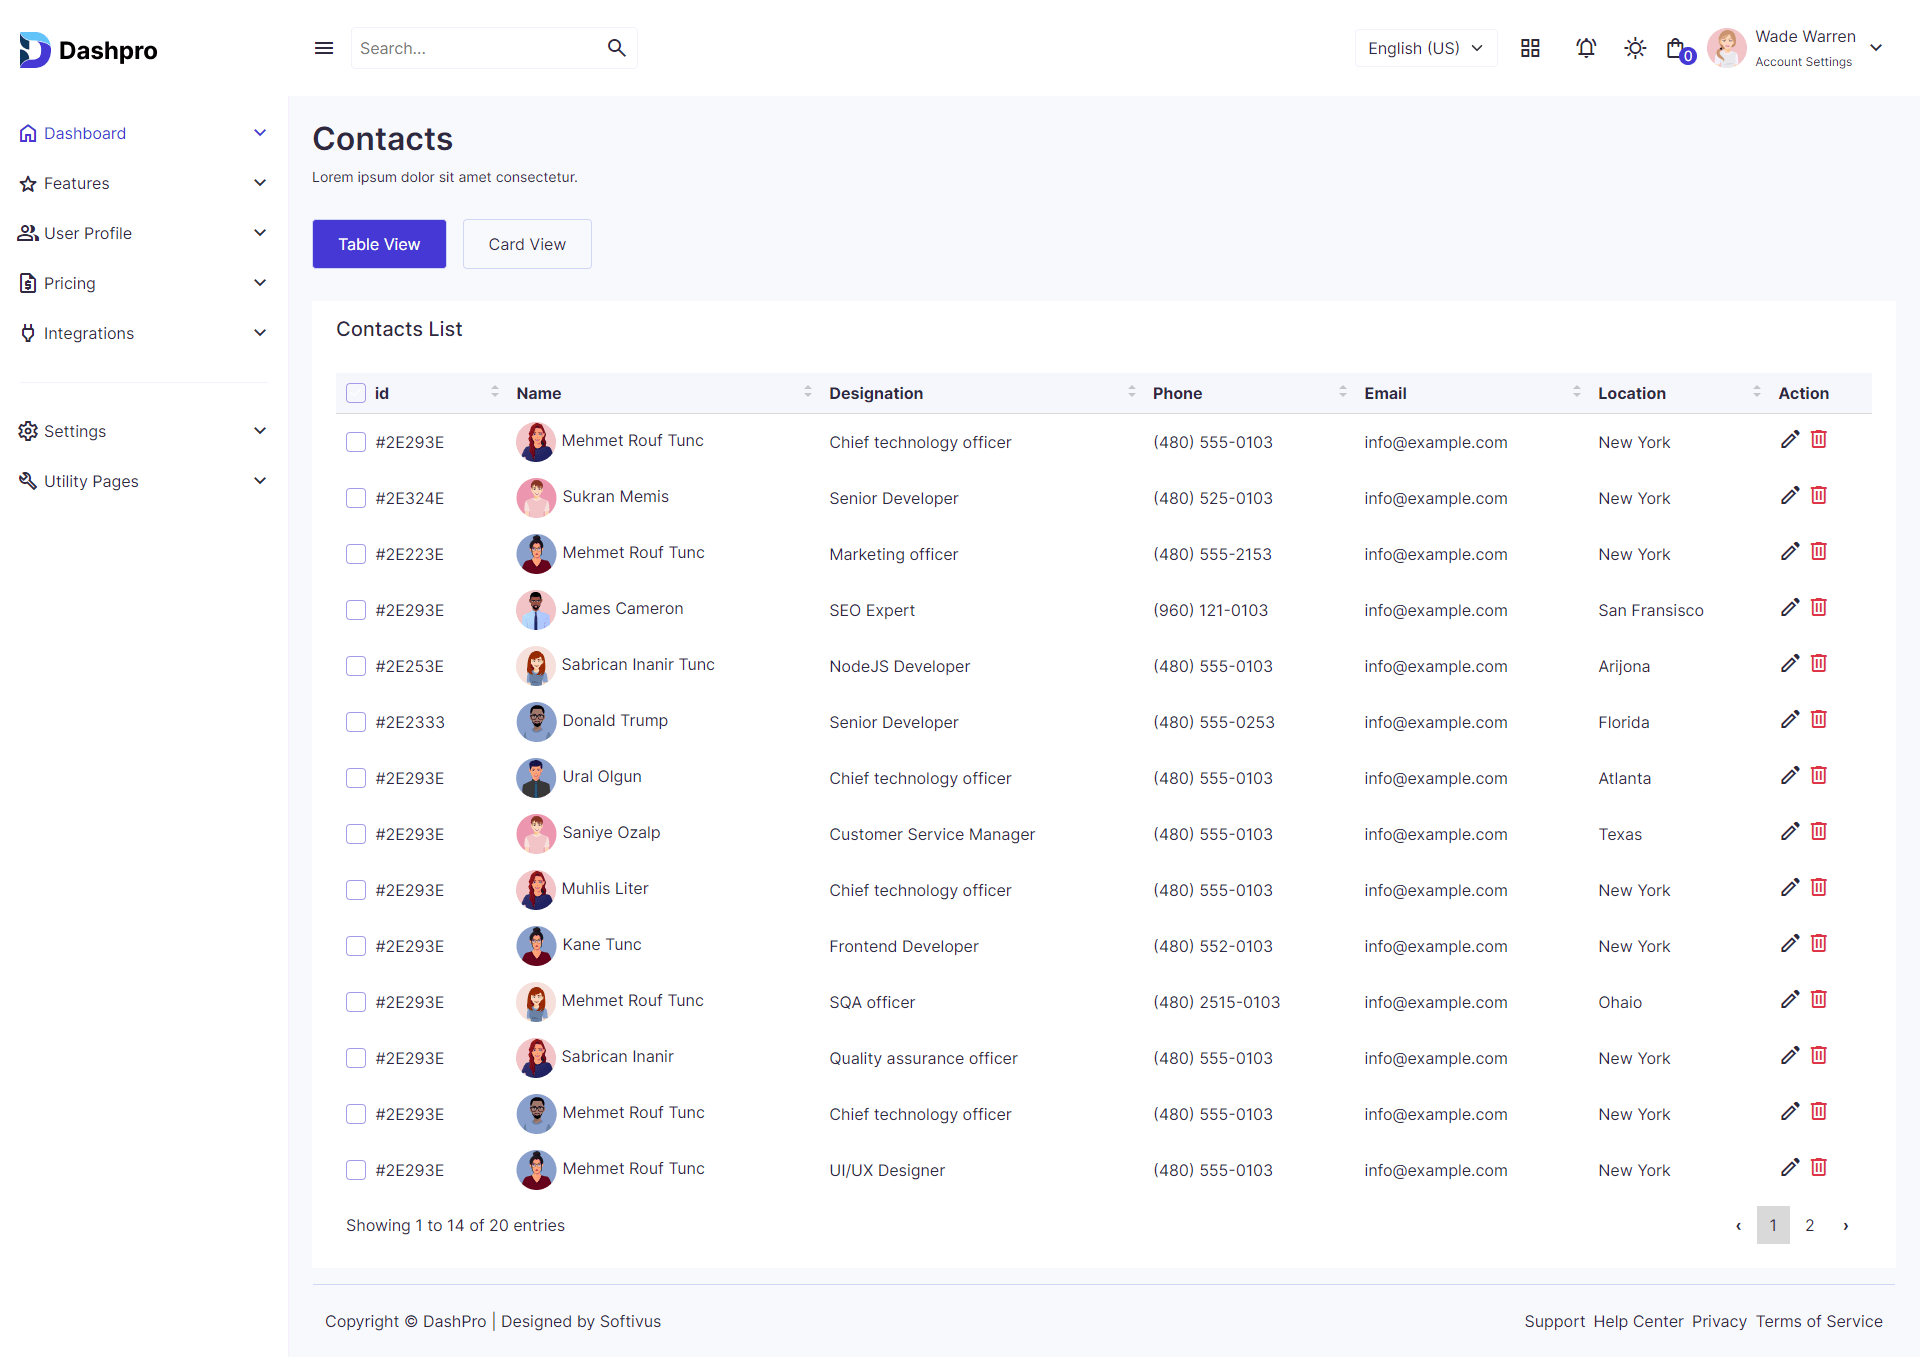 Dashpro
Search...
English (US)
0
Wade Warren
Account Settings
Dashboard
Features
User Profile
Pricing
Integrations
Settings
Utility Pages
Contacts
Lorem ipsum dolor sit amet consectetur.
Table View Card View
Contacts List
id Name Designation Phone Email Location Action
#2E293E Mehmet Rouf Tunc Chief technology officer (480) 555-0103 info@example.com New York
#2E324E Sukran Memis Senior Developer (480) 525-0103 info@example.com New York
#2E223E Mehmet Rouf Tunc Marketing officer (480) 555-2153 info@example.com New York
#2E293E James Cameron SEO Expert (960) 121-0103 info@example.com San Fransisco
#2E253E Sabrican Inanir Tunc NodeJS Developer (480) 555-0103 info@example.com Arijona
#2E2333 Donald Trump Senior Developer (480) 555-0253 info@example.com Florida
#2E293E Ural Olgun Chief technology officer (480) 555-0103 info@example.com Atlanta
#2E293E Saniye Ozalp Customer Service Manager (480) 555-0103 info@example.com Texas
#2E293E Muhlis Liter Chief technology officer (480) 555-0103 info@example.com New York
#2E293E Kane Tunc Frontend Developer (480) 552-0103 info@example.com New York
#2E293E Mehmet Rouf Tunc SQA officer (480) 2515-0103 info@example.com Ohaio
#2E293E Sabrican Inanir Quality assurance officer (480) 555-0103 info@example.com New York
#2E293E Mehmet Rouf Tunc Chief technology officer (480) 555-0103 info@example.com New York
#2E293E Mehmet Rouf Tunc UI/UX Designer (480) 555-0103 info@example.com New York
Showing 1 to 14 of 20 entries ‹ 1 2 ›
Copyright © DashPro | Designed by Softivus Support Help Center Privacy Terms of Service